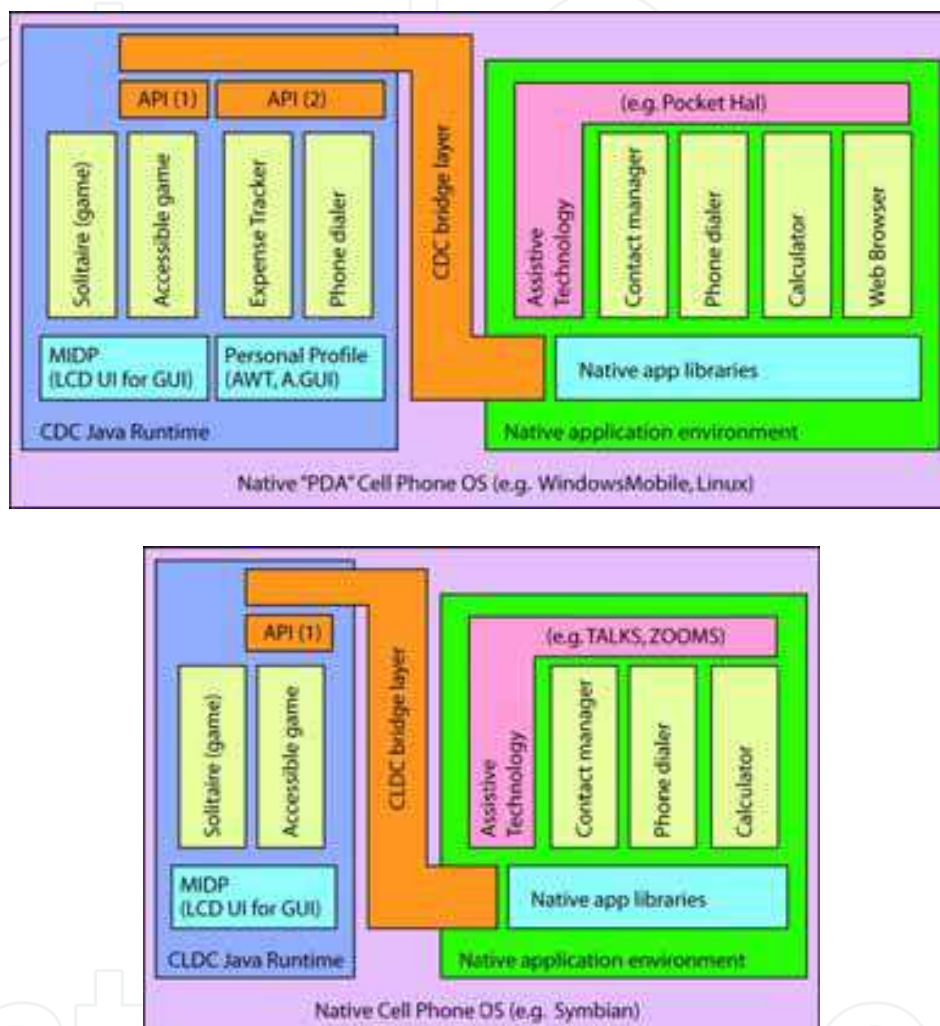 API (1)
API (2)
Solitaire (game)
Accessible game
Expense Tracker
Phone dialer
MIDP
(LCD UI for GUI)
Personal Profile
(AWT, A.GUI)
CDC Java Runtime
CDC bridge layer
(e.g. Pocket Hal)
Assistive
Technology
Contact manager
Phone dialer
Calculator
Web Browser
Native app libraries
Native application environment
Native "PDA" Cell Phone OS (e.g. WindowsMobile, Linux)
API (1)
Solitaire (game)
Accessible game
MIDP
(LCD UI for GUI)
CLDC Java Runtime
CLDC bridge layer
(e.g. TALKS, ZOOMS)
Assistive
Technology
Contact manager
Phone dialer
Calculator
Native app libraries
Native application environment
Native Cell Phone OS (e.g. Symbian)